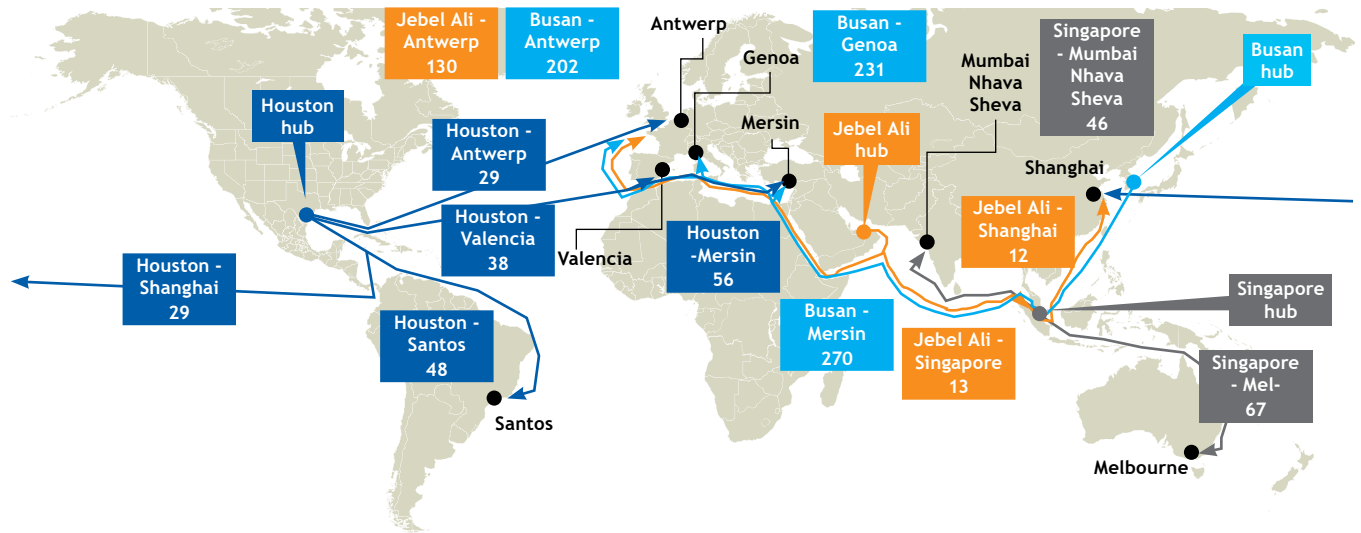 Jebel Ali -
Antwerp
130
Busan -
Antwerp
202
Antwerp
Genoa
Busan -
Genoa
231
Mumbai
Nhava
Sheva
Singapore
- Mumbai
Nhava
Sheva
46
Busan
hub
Houston
hub
Houston -
Antwerp
29
Mersin
Jebel Ali
hub
Shanghai
Houston -
Valencia
38
Valencia
Houston
-Mersin
56
Jebel Ali -
Shanghai
12
Houston -
Shanghai
29
Singapore
hub
Houston -
Santos
48
Busan -
Mersin
270
Jebel Ali -
Singapore
13
Singapore
- Mel-
67
Santos
Melbourne